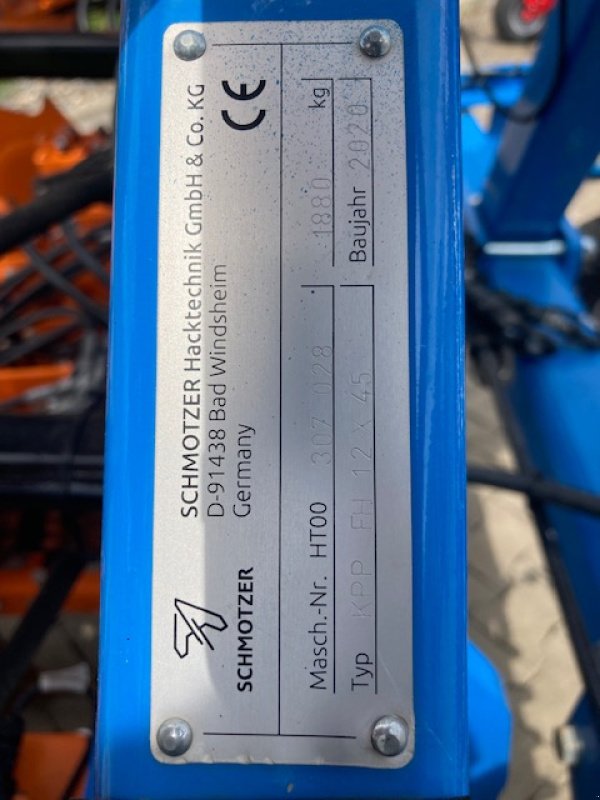 SCHMOTZER
SCHMOTZER Hacktechnik GmbH & Co. KG
D-91438 Bad Windsheim
Germany
CE
Masch.-Nr. HT00 307 028 1880 kg
Typ KPP FH 12 X 45 Baujahr 2020